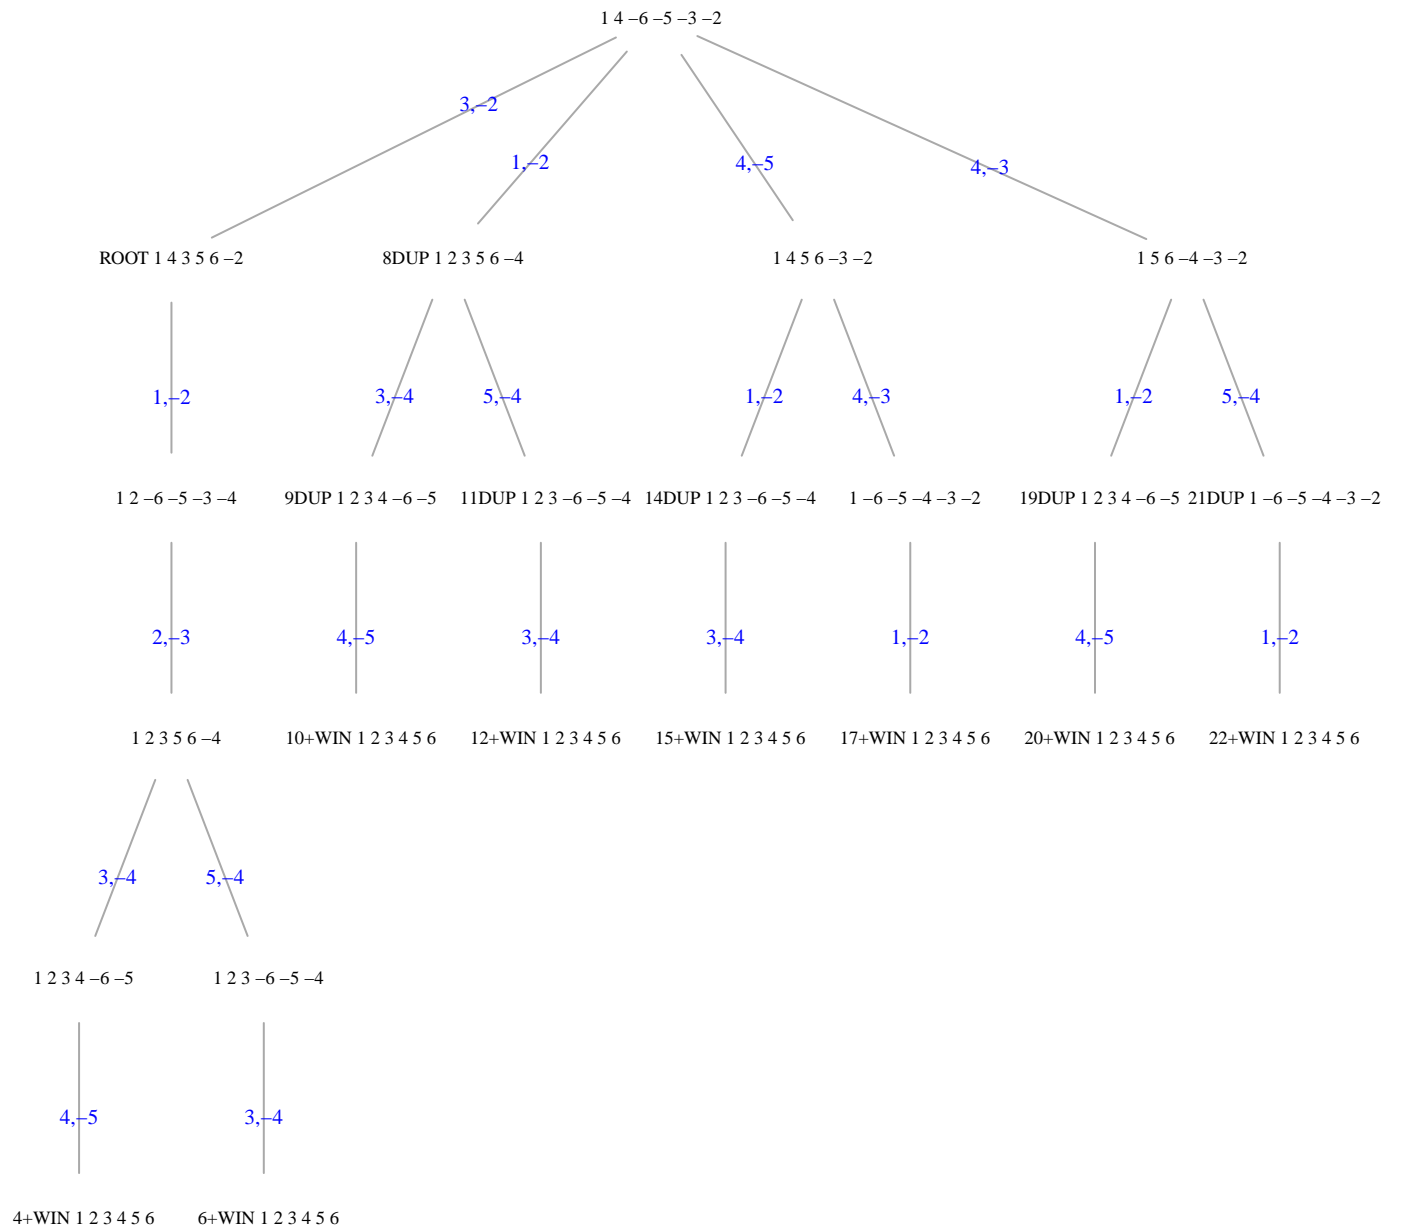 1 4 –6 –5 –3 –2
3,–2
1,–2
4,–5
4,–3
ROOT 1 4 3 5 6 –2
8DUP 1 2 3 5 6 –4
1 4 5 6 –3 –2
1 5 6 –4 –3 –2
1,–2
3,–4
5,–4
1,–2
4,–3
1,–2
5,–4
1 2 –6 –5 –3 –4
9DUP 1 2 3 4 –6 –5
11DUP 1 2 3 –6 –5 –4
14DUP 1 2 3 –6 –5 –4
1 –6 –5 –4 –3 –2
19DUP 1 2 3 4 –6 –5
21DUP 1 –6 –5 –4 –3 –2
2,–3
4,–5
3,–4
3,–4
1,–2
4,–5
1,–2
1 2 3 5 6 –4
10+WIN 1 2 3 4 5 6
12+WIN 1 2 3 4 5 6
15+WIN 1 2 3 4 5 6
17+WIN 1 2 3 4 5 6
20+WIN 1 2 3 4 5 6
22+WIN 1 2 3 4 5 6
3,–4
5,–4
1 2 3 4 –6 –5
1 2 3 –6 –5 –4
4,–5
3,–4
4+WIN 1 2 3 4 5 6
6+WIN 1 2 3 4 5 6